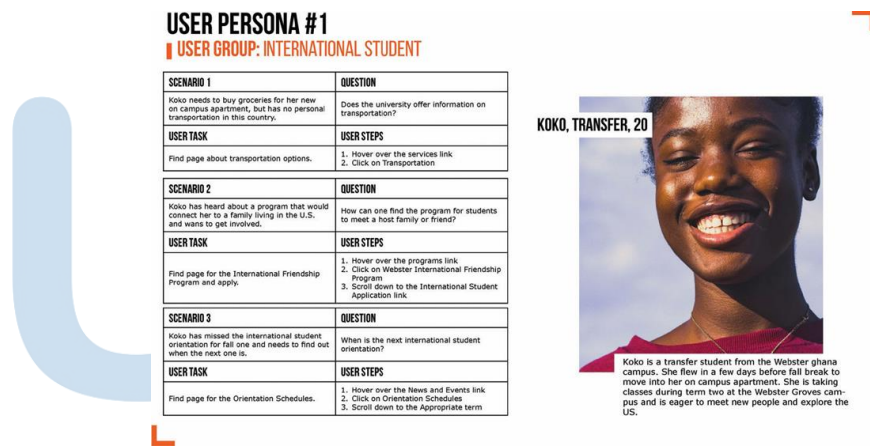 USER PERSONA #1
USER GROUP: INTERNATIONAL STUDENT
SCENARIO 1
QUESTION
Koko needs to buy groceries for her new
on campus apartment, but has no personal
transportation in this country.
Does the university offer information on
transportation?
USER TASK
USER STEPS
Find page about transportation options.
1. Hover over the services link
2. Click on Transportation
SCENARIO 2
QUESTION
Koko has heard about a program that would
connect her to a family living in the U.S.
and wants to get involved.
How can one find the program for students
to meet a host family or friend?
USER TASK
USER STEPS
Find page for the International Friendship
Program and apply.
1. Hover over the programs link
2. Click on Webster International Friendship
Program
3. Scroll down to the International Student
Application link
SCENARIO 3
QUESTION
Koko has missed the international student
orientation for fall one and needs to find out
when the next one is.
When is the next international student
orientation?
USER TASK
USER STEPS
Find page for the Orientation Schedules.
1. Hover over the News and Events link
2. Click on Orientation Schedules
3. Scroll down to the Appropriate term
KOKO, TRANSFER, 20
Koko is a transfer student from the Webster ghana
campus. She flew in a few days before fall break to
move into her on campus apartment. She is taking
classes during term two at the Webster Groves cam-
pus and is eager to meet new people and explore the
US.